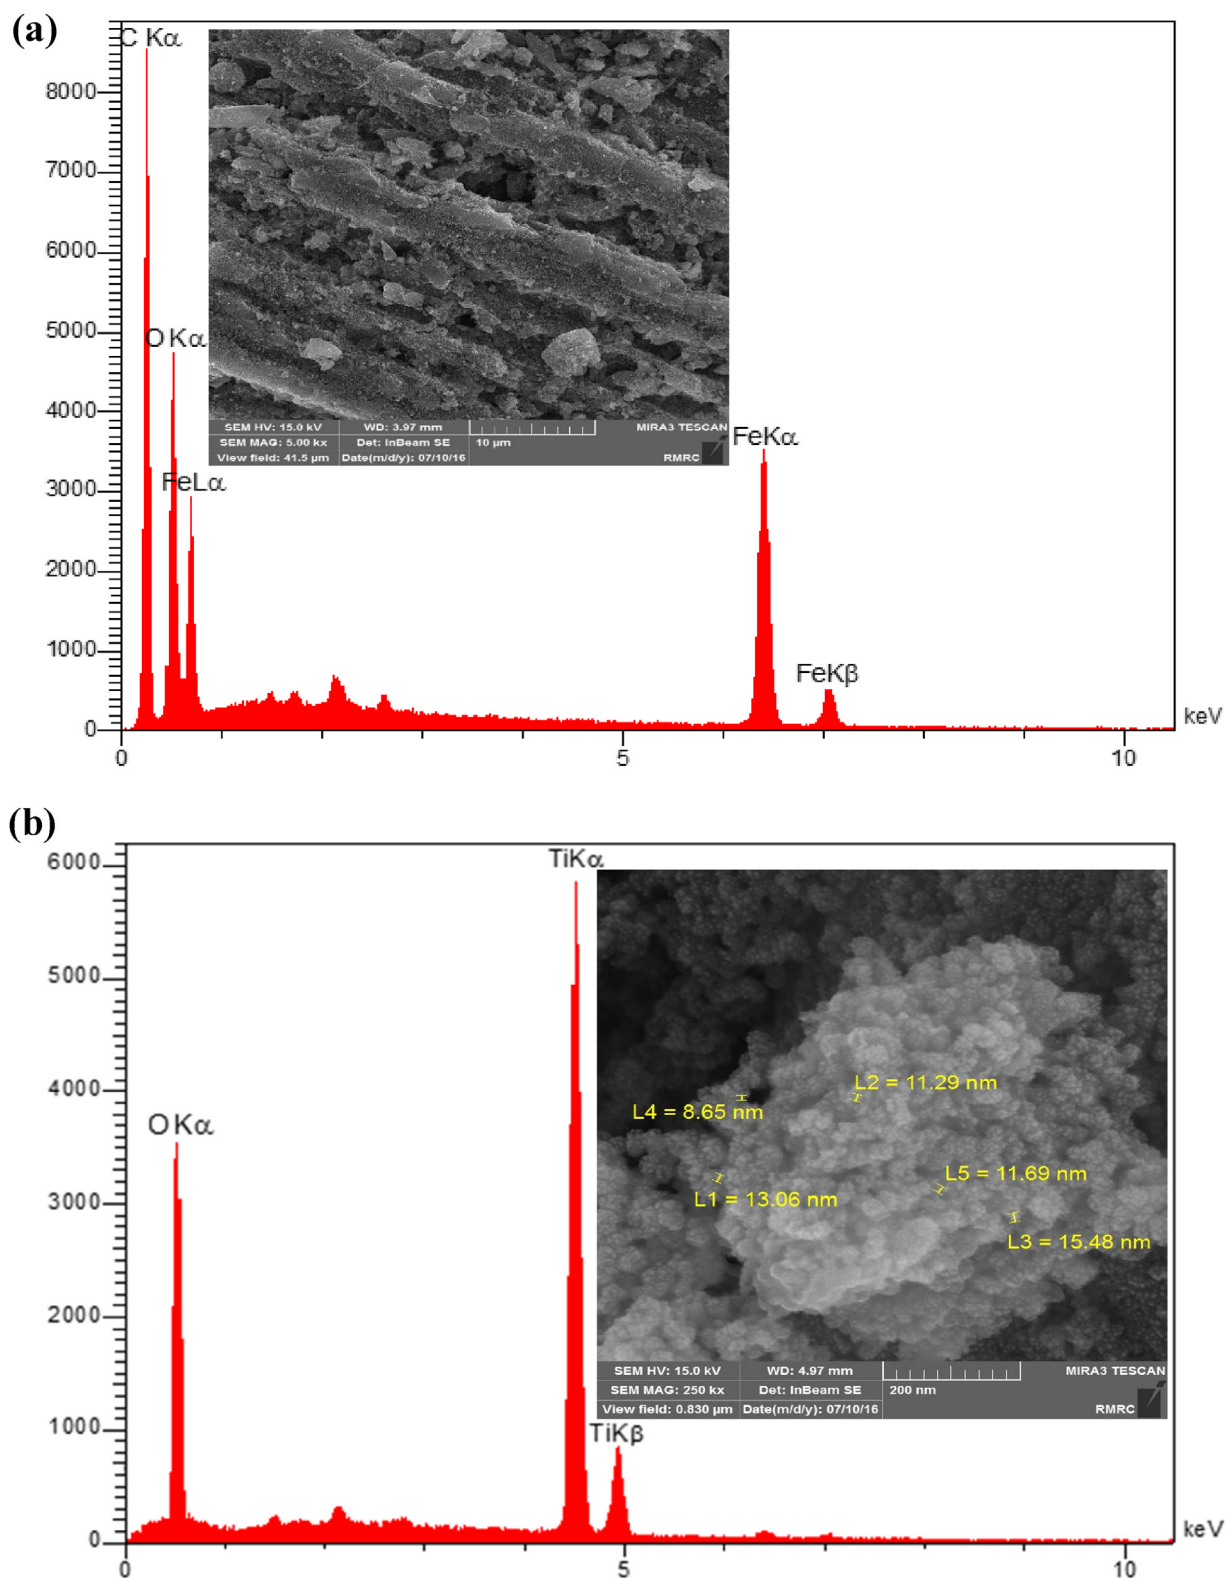 (a)
C Kα
8000
7000
6000
5000
O Kα
4000
FeKα
FeLα
3000
2000
1000
FeKβ
0
keV
0
5
10
SEM HV: 15.0 kV
WD: 3.97 mm
MIRA3 TESCAN
SEM MAG: 5.00 kx
Det: InBeam SE
10 µm
View field: 41.5 µm
Date(m/d/y): 07/10/16
RMRC
(b)
6000
TiKα
5000
4000
O Kα
3000
2000
1000
TiKβ
0
keV
0
5
10
L2 = 11.29 nm
L4 = 8.65 nm
L5 = 11.69 nm
L1 = 13.06 nm
L3 = 15.48 nm
SEM HV: 15.0 kV
WD: 4.97 mm
MIRA3 TESCAN
SEM MAG: 250 kx
Det: InBeam SE
200 nm
View field: 0.830 µm
Date(m/d/y): 07/10/16
RMRC